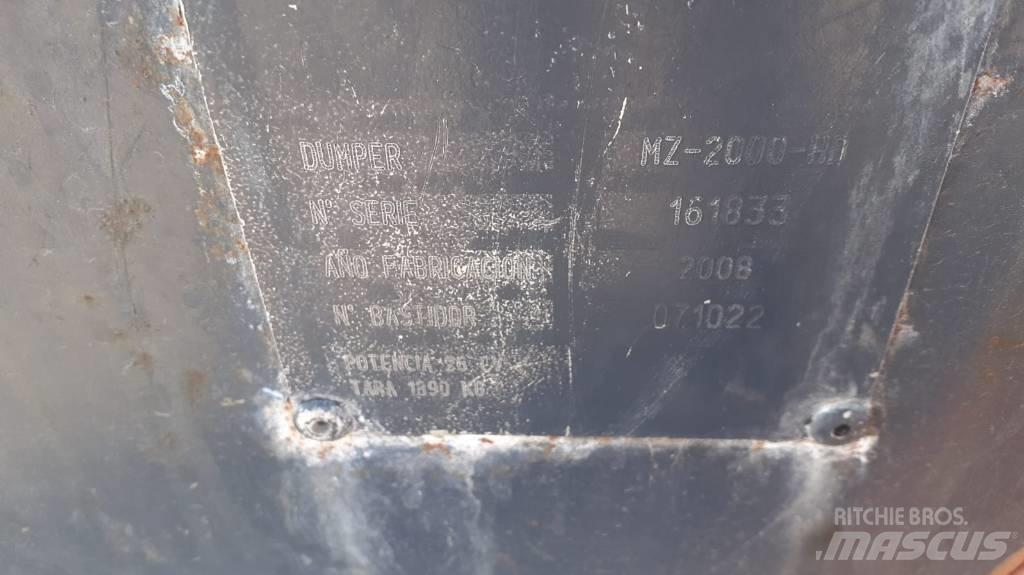 DUMPER MZ-2000-HD
Nº SERIE 161833
AÑO FABRICACION 2008
Nº BASTIDOR 071022
POTENCIA 26 CV
TARA 1690 KG
RITCHIE BROS.
MASCUS